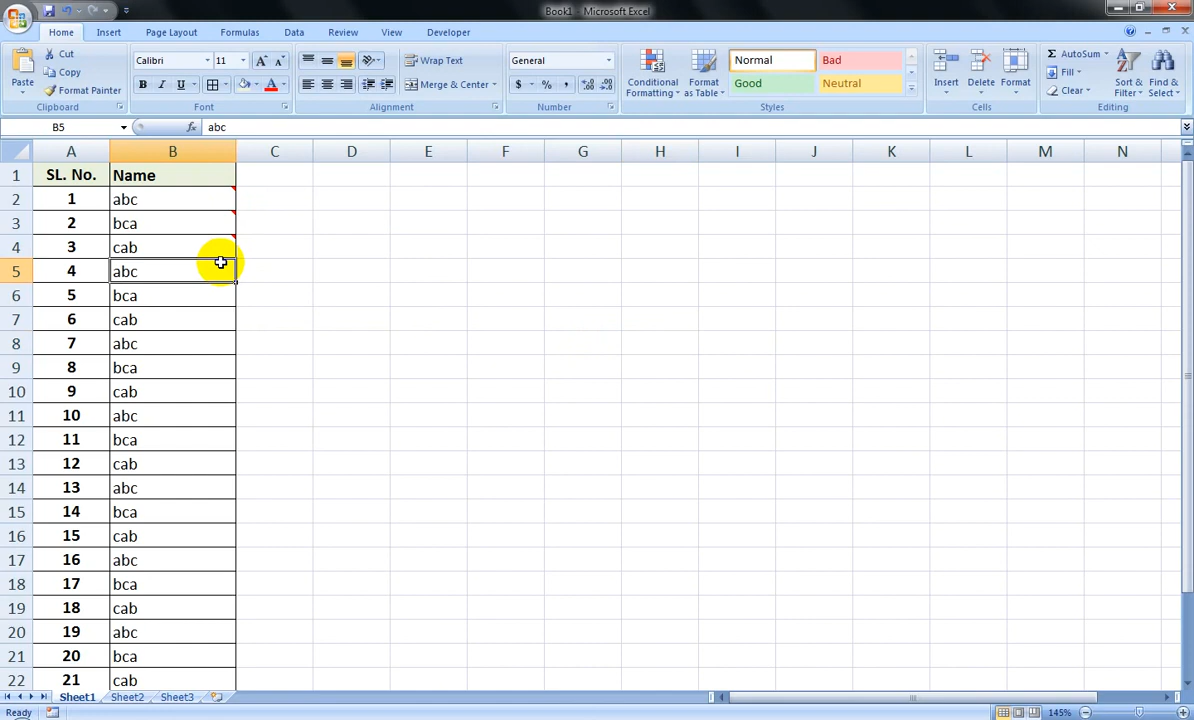 Book1 - Microsoft Excel
Home Insert Page Layout Formulas Data Review View Developer
Paste
Cut
Copy
Format Painter
Clipboard
Calibri 11
B I U
Font
Wrap Text
Merge & Center
Alignment
General
$ % ,
Number
Conditional Formatting
Format as Table
Normal Bad
Good Neutral
Styles
Insert Delete Format
Cells
AutoSum
Fill
Clear
Sort & Filter
Find & Select
Editing
B5 fx abc
A B C D E F G H I J K L M N
1 SL. No. Name
2 1 abc
3 2 bca
4 3 cab
5 4 abc
6 5 bca
7 6 cab
8 7 abc
9 8 bca
10 9 cab
11 10 abc
12 11 bca
13 12 cab
14 13 abc
15 14 bca
16 15 cab
17 16 abc
18 17 bca
19 18 cab
20 19 abc
21 20 bca
22 21 cab
Sheet1 Sheet2 Sheet3
Ready 145%